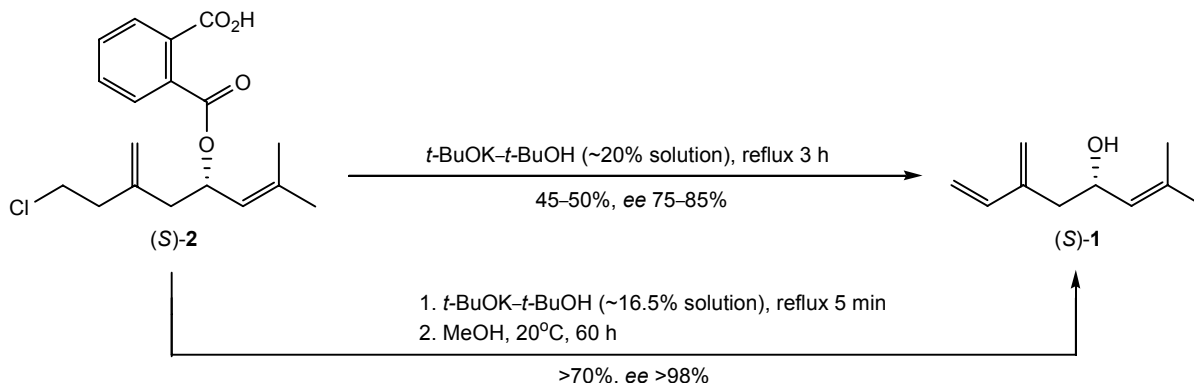 CO₂H
O
O
t-BuOK–t-BuOH (~20% solution), reflux 3 h
OH
45–50%, ee 75–85%
Cl
(S)-2
(S)-1
1. t-BuOK–t-BuOH (~16.5% solution), reflux 5 min
2. MeOH, 20°C, 60 h
>70%, ee >98%